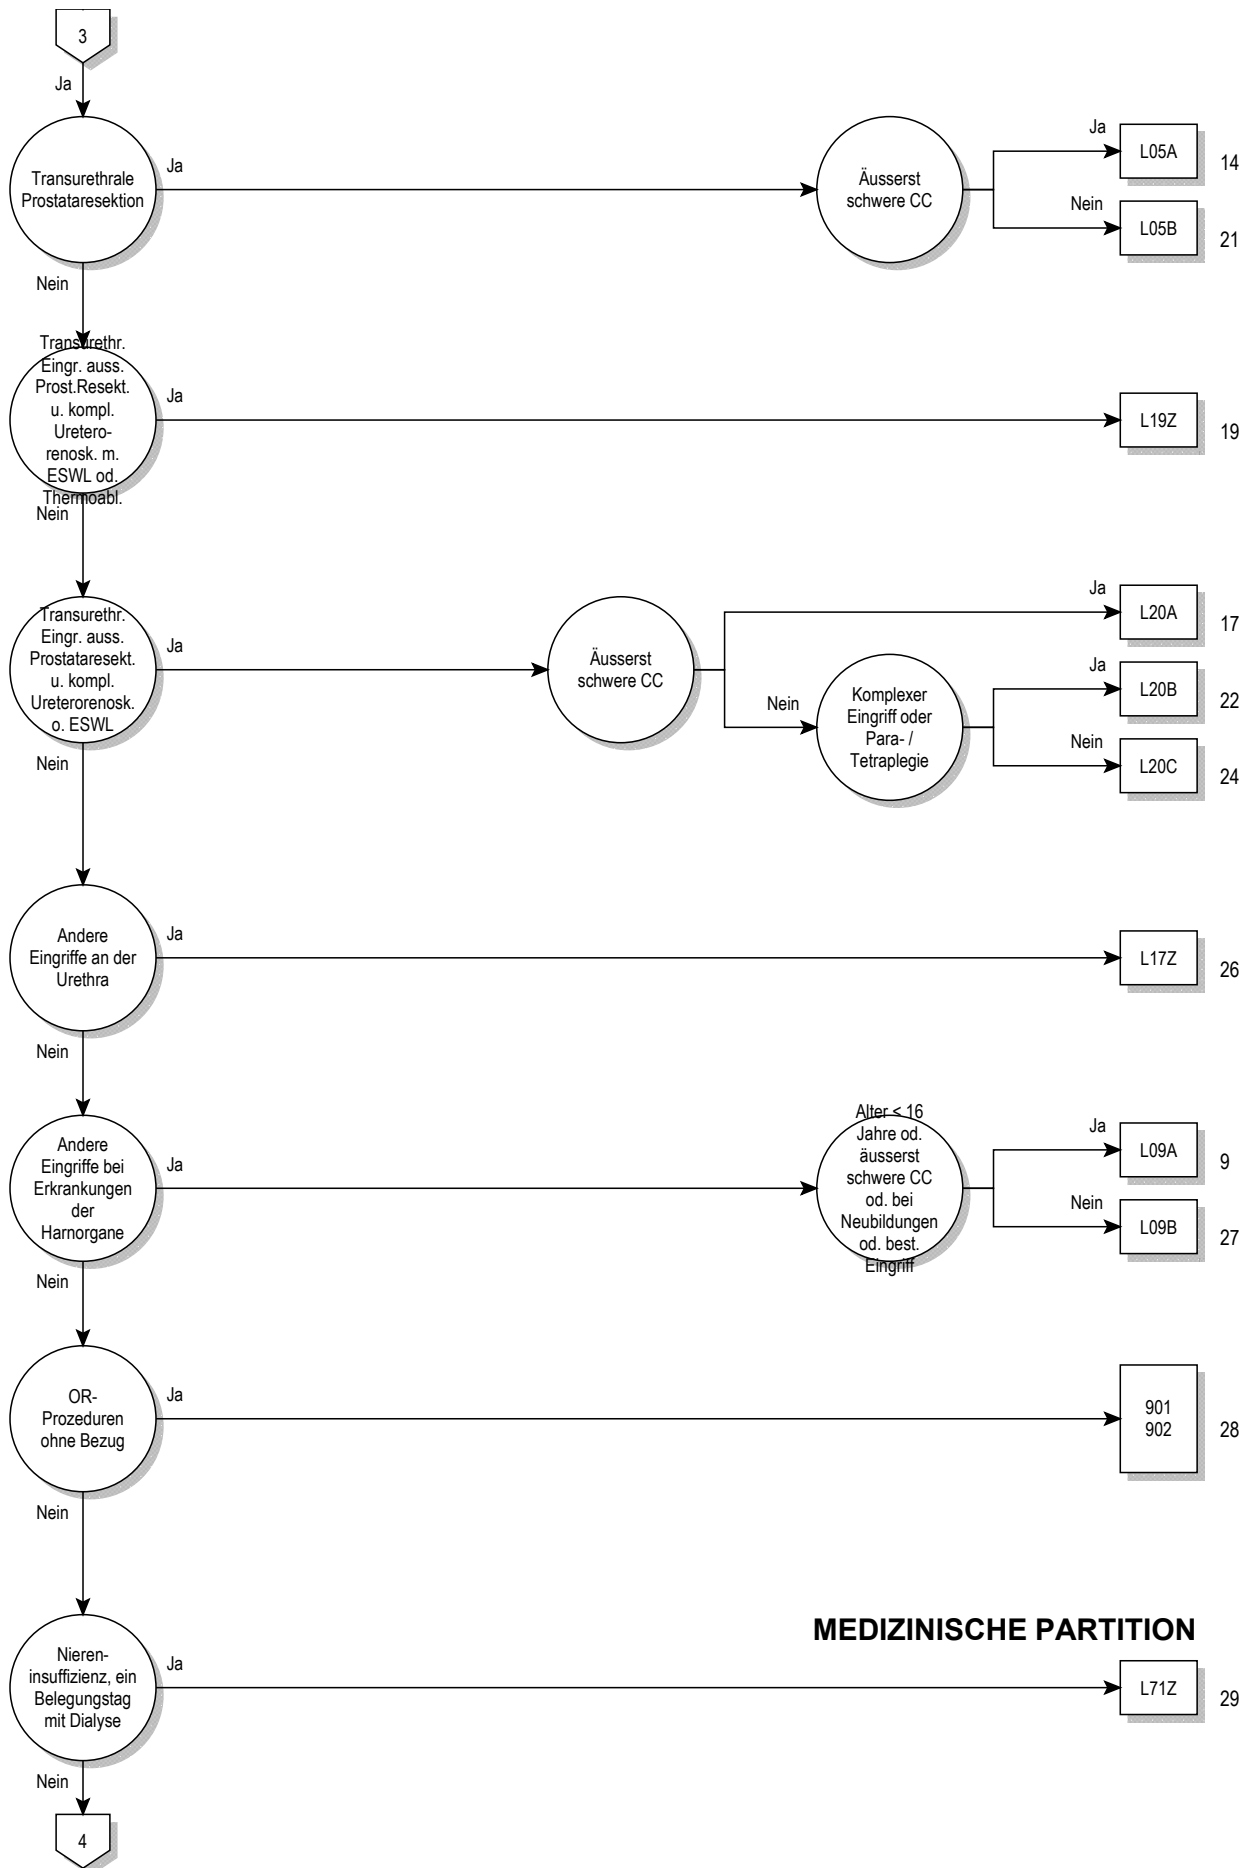 3
Ja
Transurethrale
Prostataresektion
Ja
Äusserst
schwere CC
Ja
L05A
14
Nein
L05B
21
Nein
Transurethr.
Eingr. auss.
Prost.Resekt.
u. kompl.
Uretero-
renosk. m.
ESWL od.
Thermoabl.
Ja
L19Z
19
Nein
Transurethr.
Eingr. auss.
Prostataresekt.
u. kompl.
Ureterorenosk.
o. ESWL
Ja
Äusserst
schwere CC
Ja
L20A
17
Nein
Komplexer
Eingriff oder
Para- /
Tetraplegie
Ja
L20B
22
Nein
L20C
24
Nein
Andere
Eingriffe an der
Urethra
Ja
L17Z
26
Nein
Andere
Eingriffe bei
Erkrankungen
der
Harnorgane
Ja
Alter < 16
Jahre od.
äusserst
schwere CC
od. bei
Neubildungen
od. best.
Eingriff
Ja
L09A
9
Nein
L09B
27
Nein
OR-
Prozeduren
ohne Bezug
Ja
901
902
28
Nein
MEDIZINISCHE PARTITION
Nieren-
insuffizienz, ein
Belegungstag
mit Dialyse
Ja
L71Z
29
Nein
4